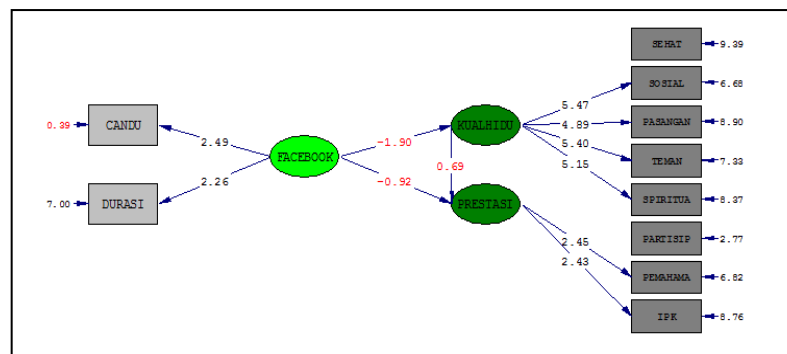 SEHAT
9.39
SOSIAL
6.68
5.47
0.39
CANDU
2.49
-1.90
KUALHIDU
4.89
PASANGAN
8.90
5.40
FACEBOOK
0.69
5.15
TEMAN
7.33
2.26
-0.92
7.00
DURASI
PRESTASI
SPIRITUA
8.37
2.45
PARTISIP
2.77
2.43
PEMAHAMA
6.82
IPK
8.76